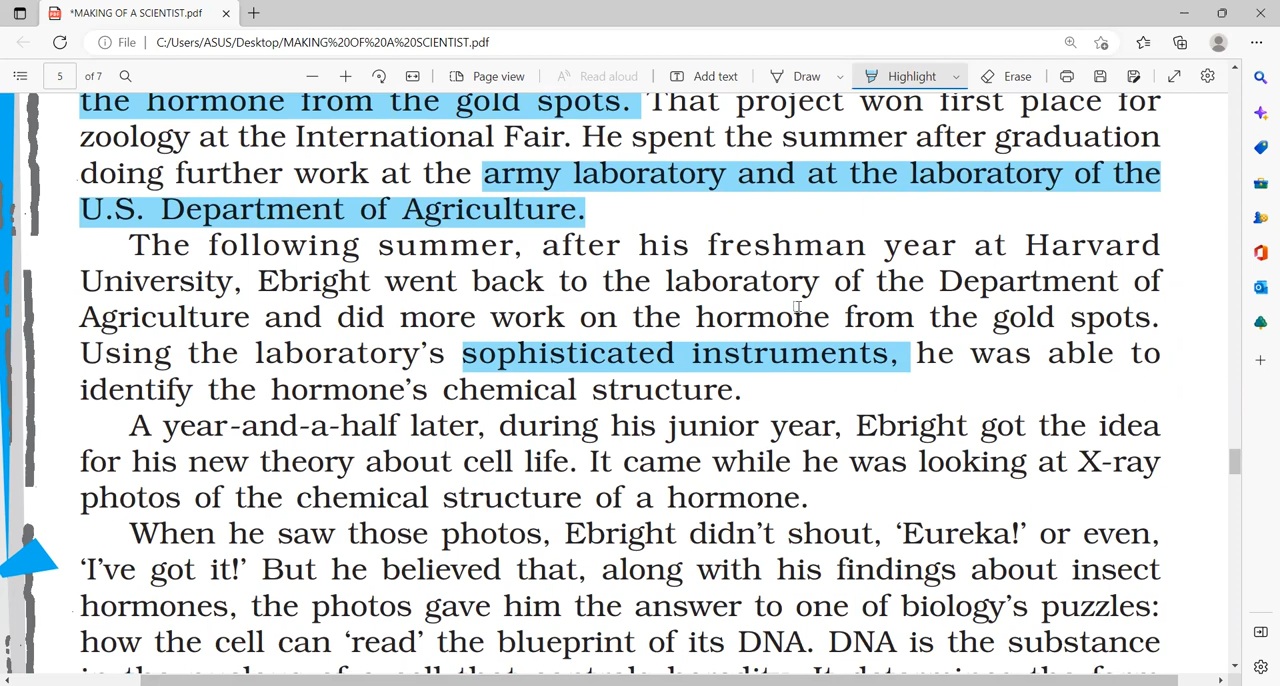 *MAKING OF A SCIENTIST.pdf
File C:/Users/ASUS/Desktop/MAKING%20OF%20A%20SCIENTIST.pdf
5 of 7 Page view Read aloud Add text Draw Highlight Erase
the hormone from the gold spots. That project won first place for
zoology at the International Fair. He spent the summer after graduation
doing further work at the army laboratory and at the laboratory of the
U.S. Department of Agriculture.
The following summer, after his freshman year at Harvard
University, Ebright went back to the laboratory of the Department of
Agriculture and did more work on the hormone from the gold spots.
Using the laboratory's sophisticated instruments, he was able to
identify the hormone's chemical structure.
A year-and-a-half later, during his junior year, Ebright got the idea
for his new theory about cell life. It came while he was looking at X-ray
photos of the chemical structure of a hormone.
When he saw those photos, Ebright didn't shout, ‘Eureka!’ or even,
‘I've got it!’ But he believed that, along with his findings about insect
hormones, the photos gave him the answer to one of biology's puzzles:
how the cell can ‘read’ the blueprint of its DNA. DNA is the substance